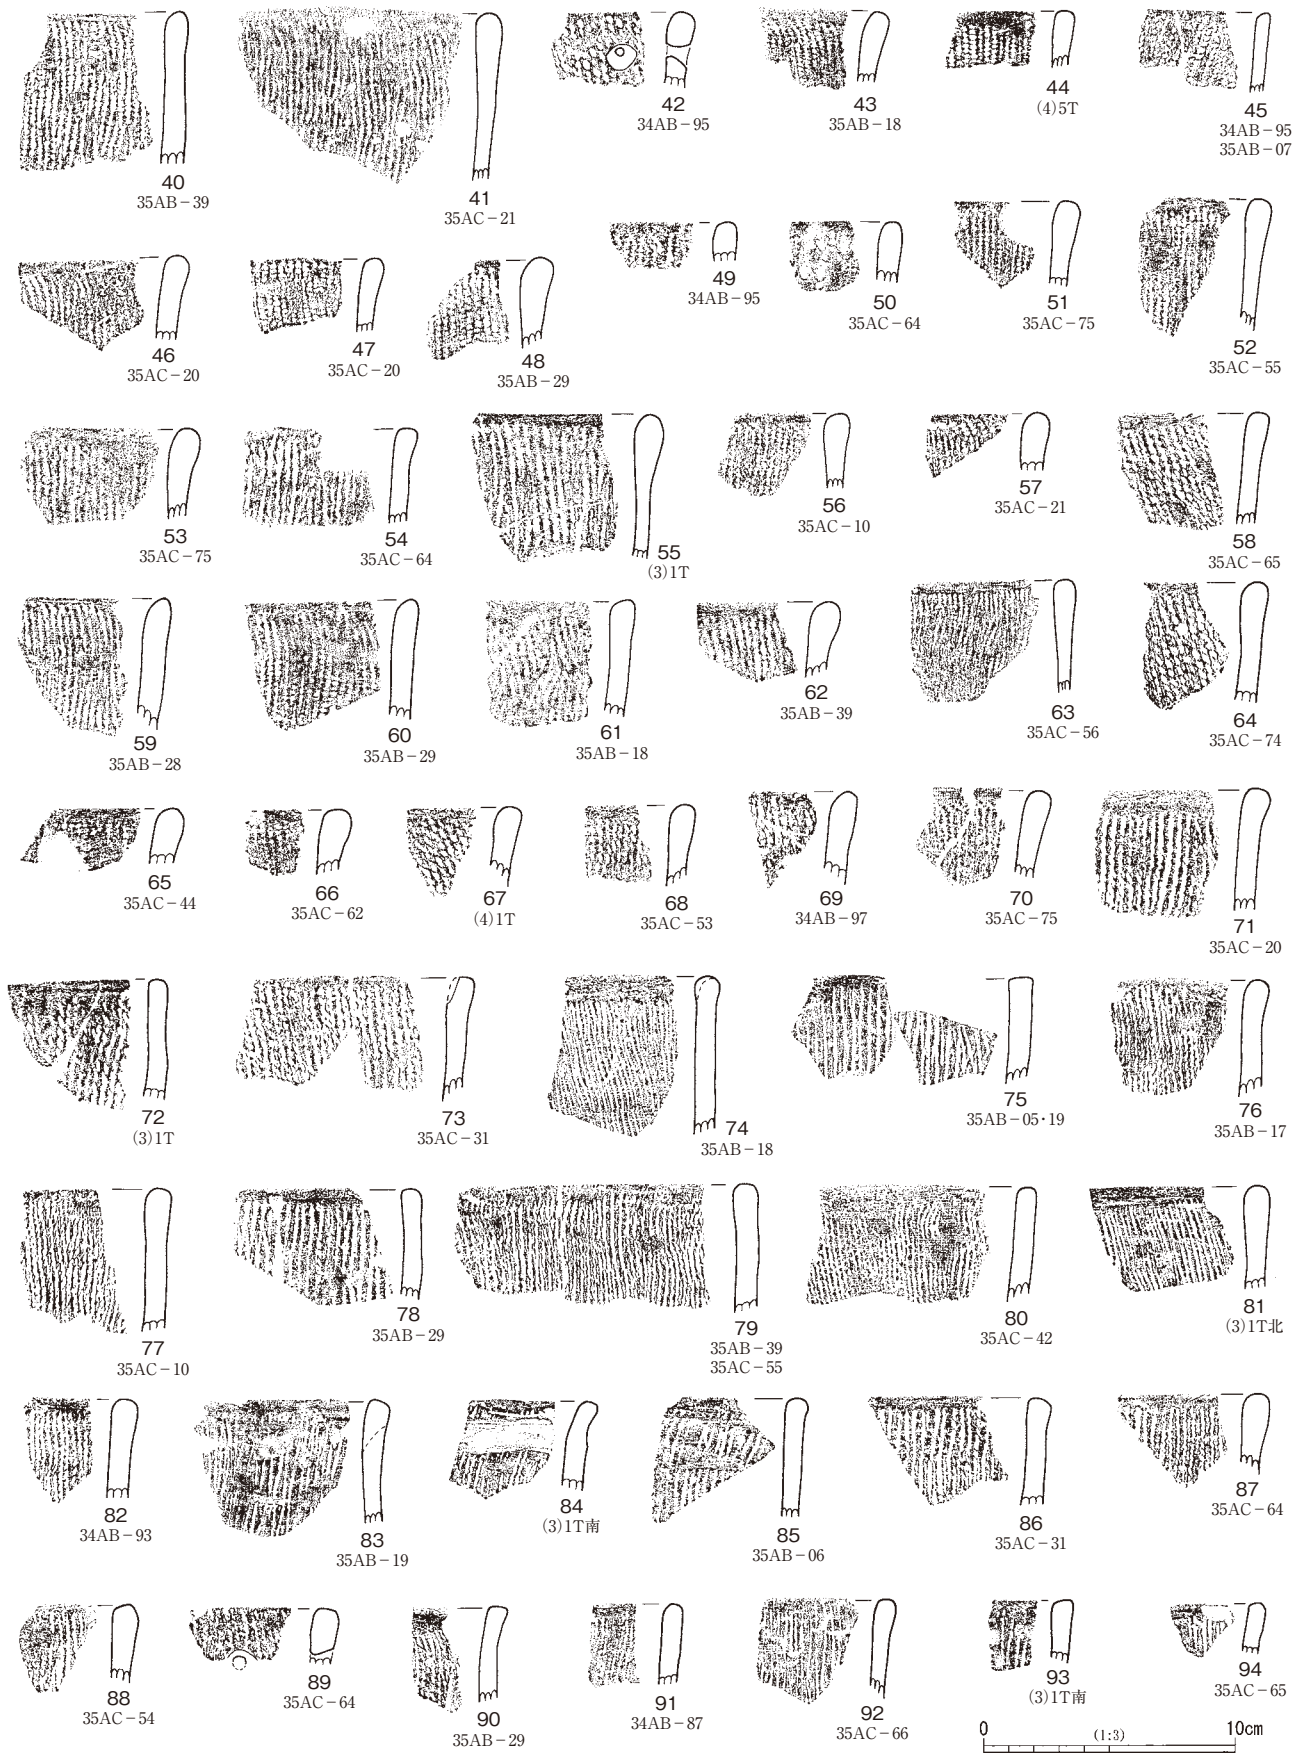 40
35AB-39
41
35AC-21
42
34AB-95
43
35AB-18
44
(4)5T
45
34AB-95
35AB-07
46
35AC-20
47
35AC-20
48
35AB-29
49
34AB-95
50
35AC-64
51
35AC-75
52
35AC-55
53
35AC-75
54
35AC-64
55
(3)1T
56
35AC-10
57
35AC-21
58
35AC-65
59
35AB-28
60
35AB-29
61
35AB-18
62
35AB-39
63
35AC-56
64
35AC-74
65
35AC-44
66
35AC-62
67
(4)1T
68
35AC-53
69
34AB-97
70
35AC-75
71
35AC-20
72
(3)1T
73
35AC-31
74
35AB-18
75
35AB-05・19
76
35AB-17
77
35AC-10
78
35AB-29
79
35AB-39
35AC-55
80
35AC-42
81
(3)1T北
82
34AB-93
83
35AB-19
84
(3)1T南
85
35AB-06
86
35AC-31
87
35AC-64
88
35AC-54
89
35AC-64
90
35AB-29
91
34AB-87
92
35AC-66
93
(3)1T南
94
35AC-65
0 (1:3) 10cm